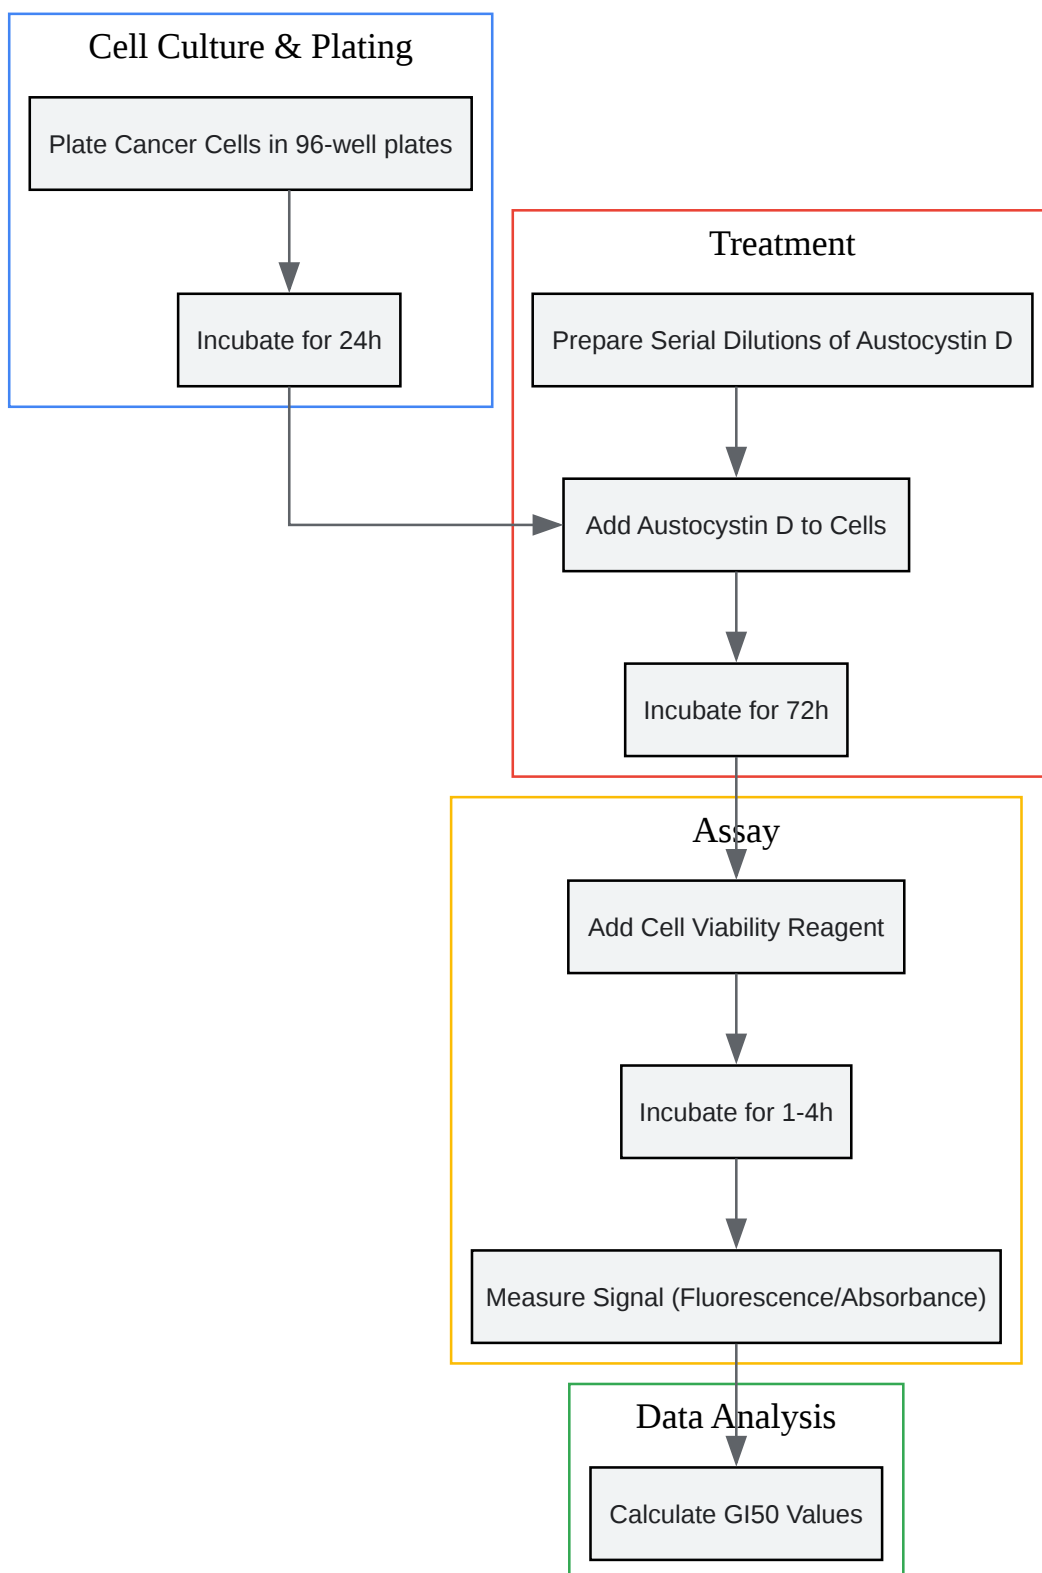 Cell Culture & Plating
Plate Cancer Cells in 96-well plates
Incubate for 24h
Treatment
Prepare Serial Dilutions of Austocystin D
Add Austocystin D to Cells
Incubate for 72h
Assay
Add Cell Viability Reagent
Incubate for 1-4h
Measure Signal (Fluorescence/Absorbance)
Data Analysis
Calculate GI50 Values